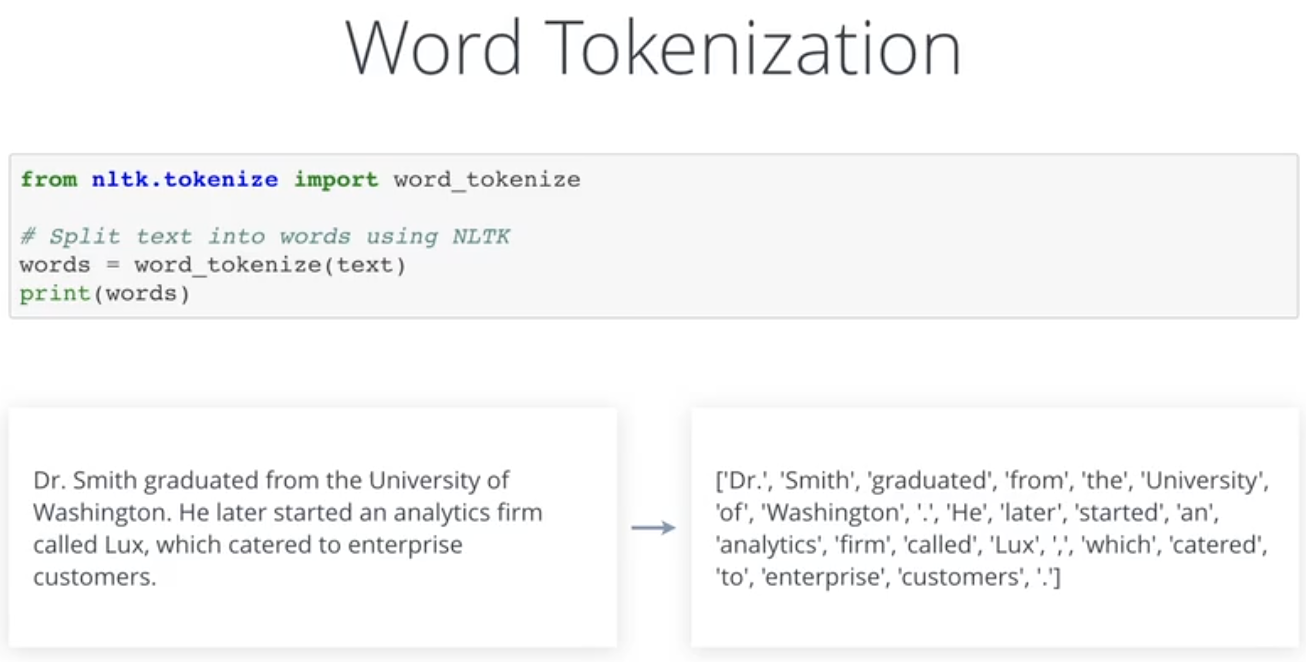 Word Tokenization
from nltk.tokenize import word_tokenize
# Split text into words using NLTK
words = word_tokenize(text)
print(words)
Dr. Smith graduated from the University of
Washington. He later started an analytics firm
called Lux, which catered to enterprise
customers.
['Dr.', 'Smith', 'graduated', 'from', 'the', 'University',
'of', 'Washington', '.', 'He', 'later', 'started', 'an',
'analytics', 'firm', 'called', 'Lux', ',', 'which', 'catered',
'to', 'enterprise', 'customers', '.']